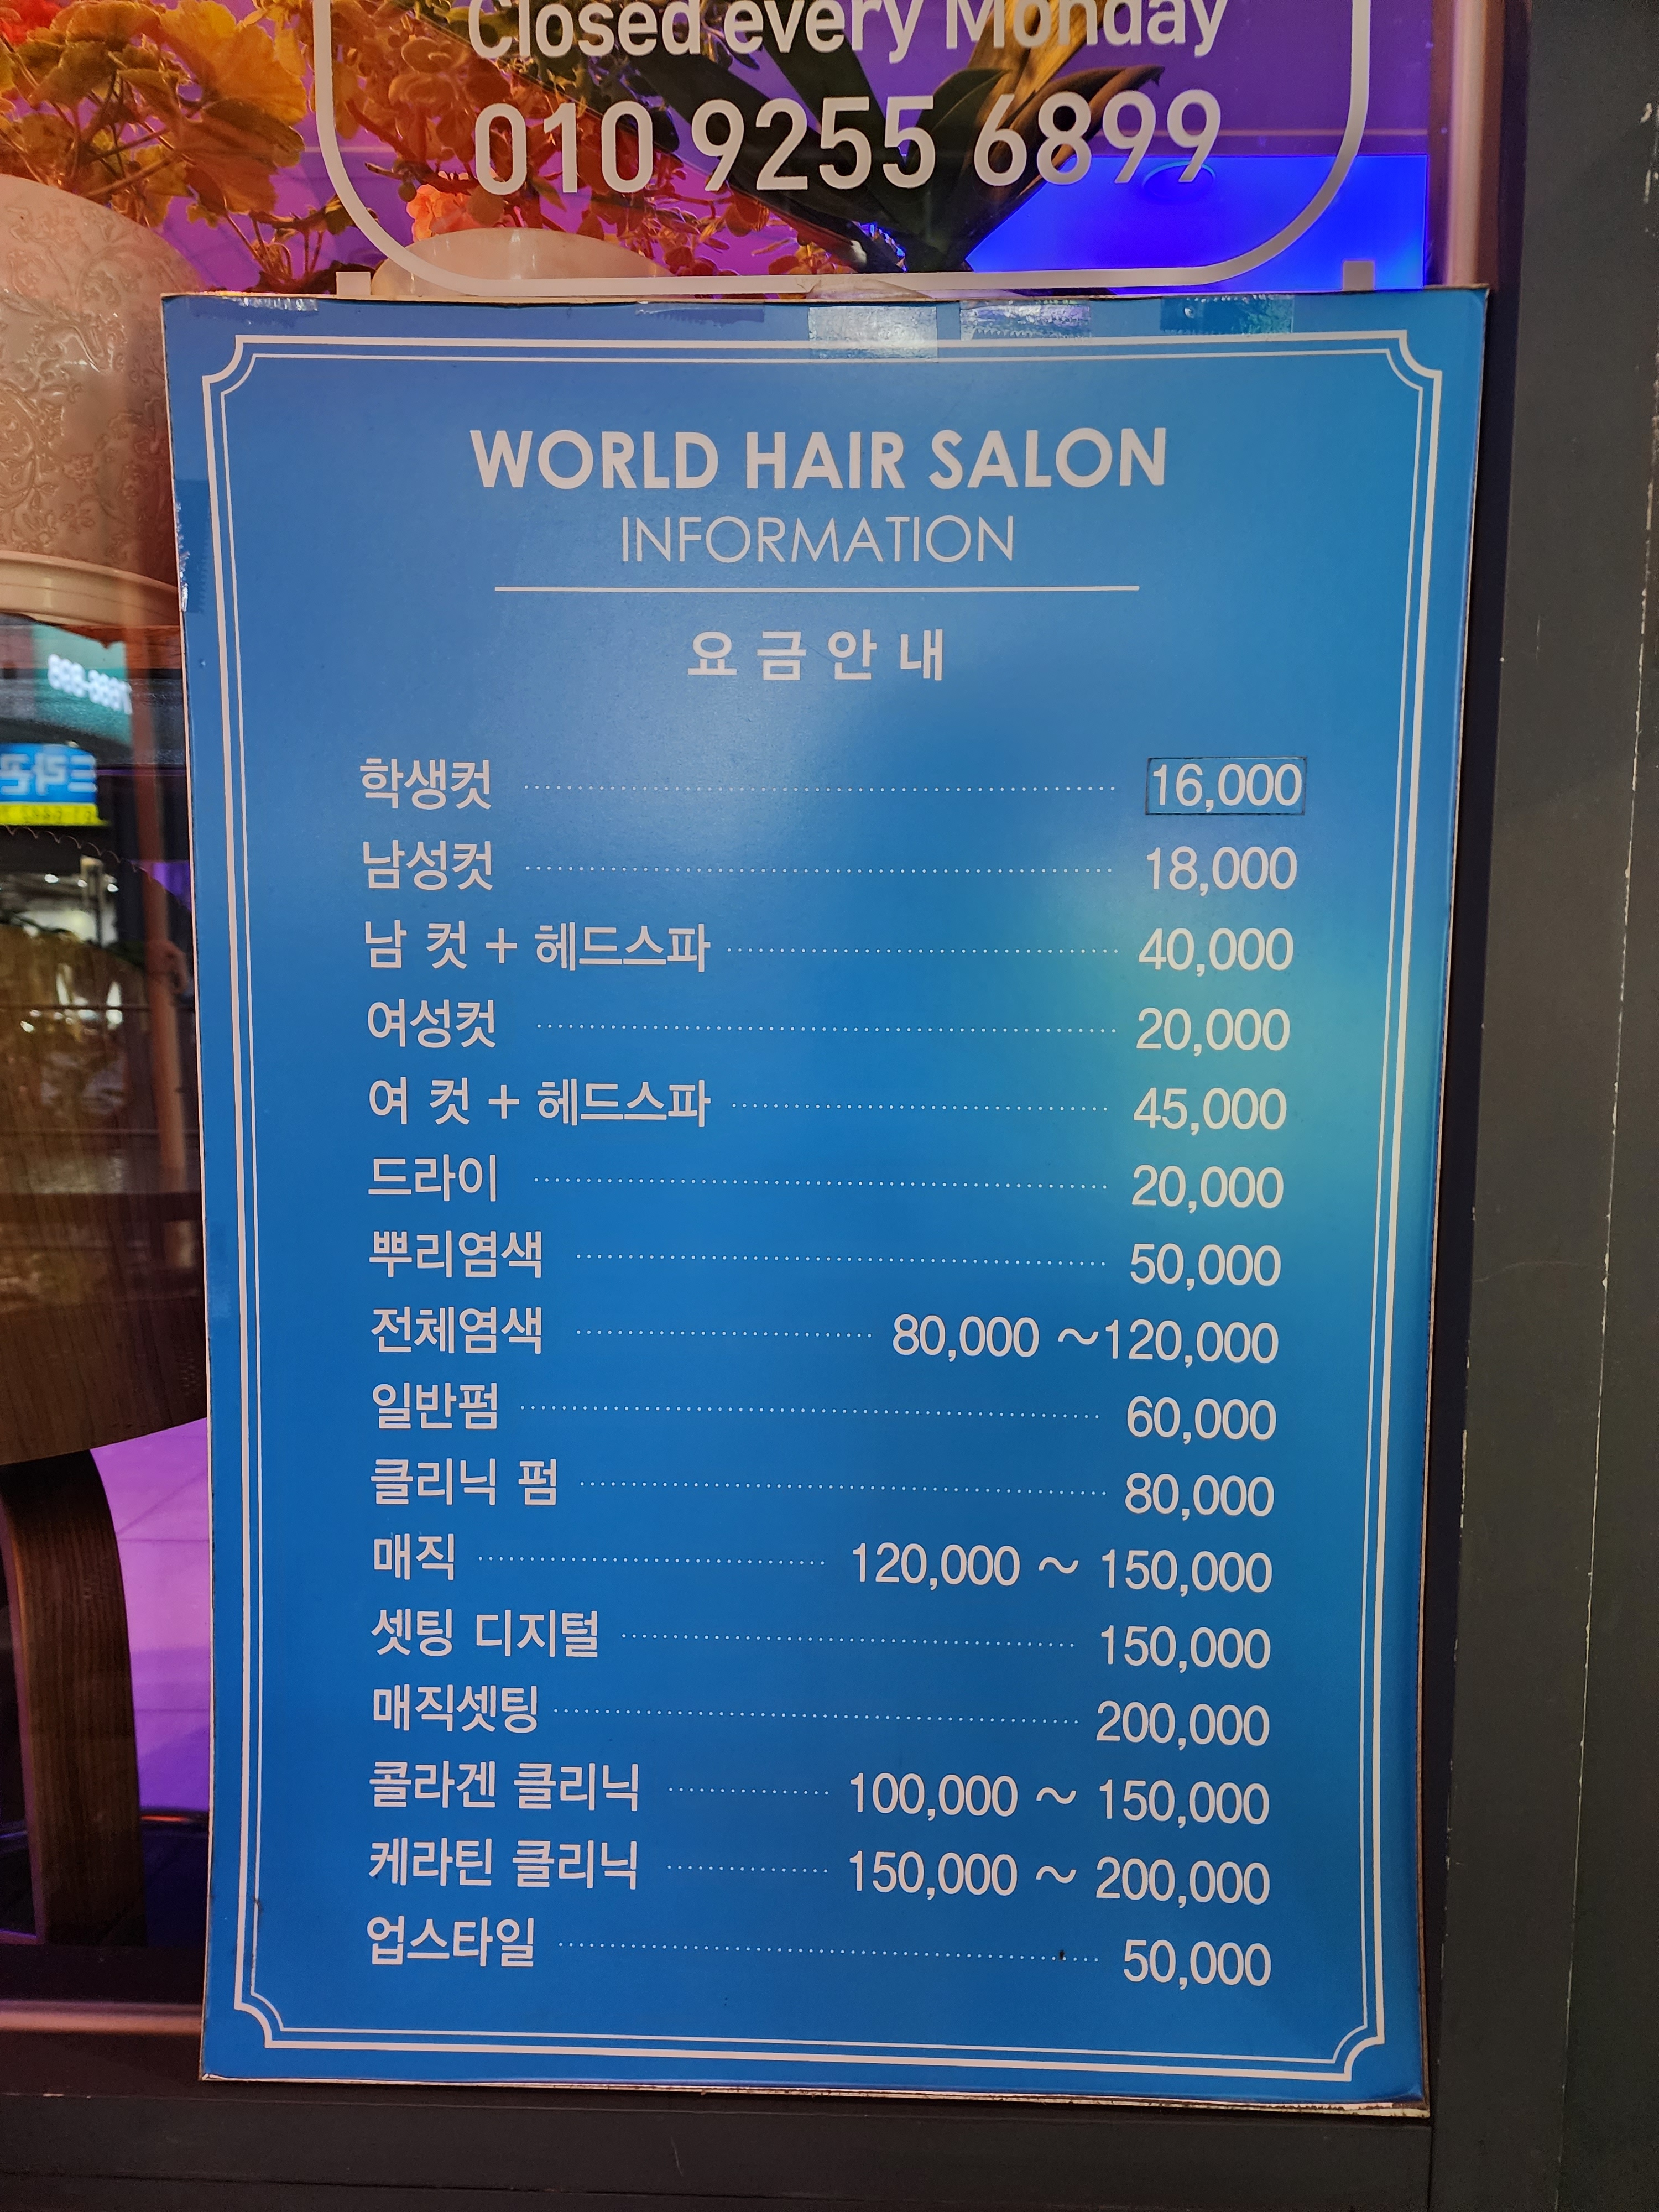 Closed every Monday
010 9255 6899
WORLD HAIR SALON
INFORMATION
요금안내
학생컷 16,000
남성컷 18,000
남 컷 + 헤드스파 40,000
여성컷 20,000
여 컷 + 헤드스파 45,000
드라이 20,000
뿌리염색 50,000
전체염색 80,000 ~120,000
일반펌 60,000
클리닉 펌 80,000
매직 120,000 ~ 150,000
셋팅 디지털 150,000
매직셋팅 200,000
콜라겐 클리닉 100,000 ~ 150,000
케라틴 클리닉 150,000 ~ 200,000
업스타일 50,000